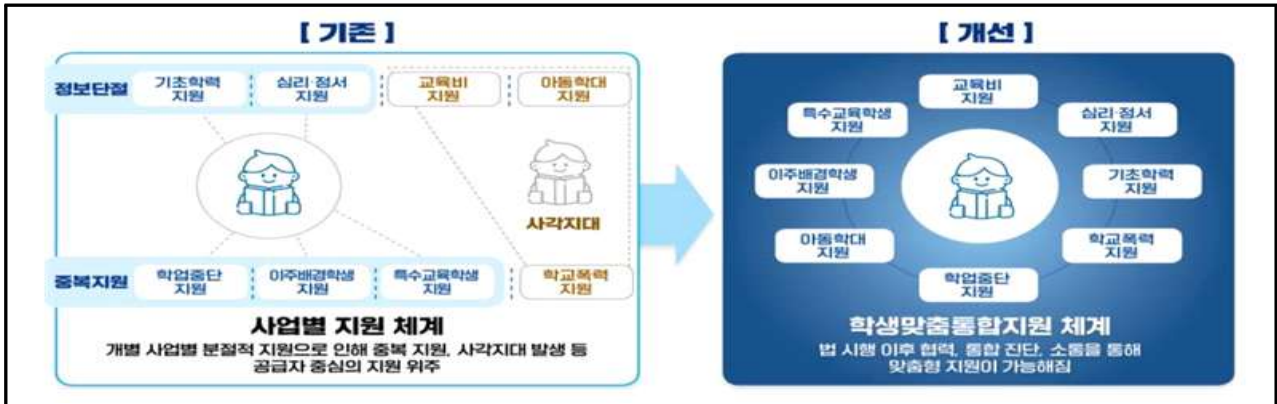 [ 기존 ]
정보단절
기초학력
지원
심리·정서
지원
교육비
지원
아동학대
지원
사각지대
중복지원
학업중단
지원
이주배경학생
지원
특수교육학생
지원
학교폭력
지원
사업별 지원 체계
개별 사업별 분절적 지원으로 인해 중복 지원, 사각지대 발생 등
공급자 중심의 지원 위주
[ 개선 ]
교육비
지원
특수교육학생
지원
심리·정서
지원
이주배경학생
지원
기초학력
지원
아동학대
지원
학교폭력
지원
학업중단
지원
학생맞춤통합지원 체계
법 시행 이후 협력, 통합 진단, 소통을 통해
맞춤형 지원이 가능해짐